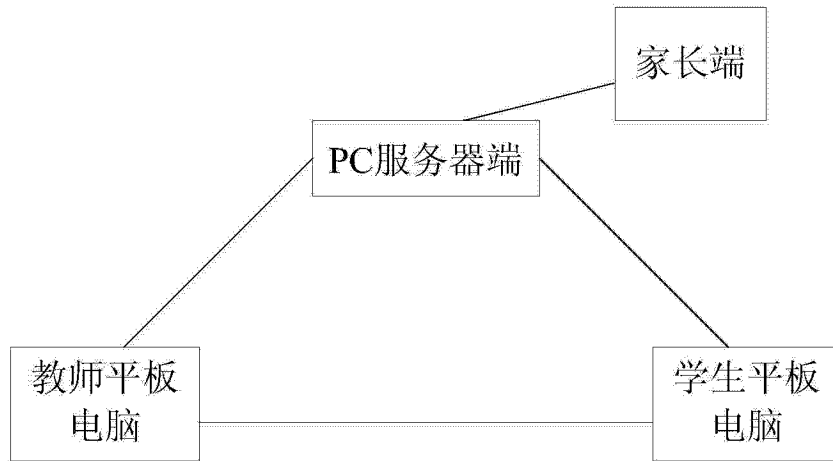 家长端
PC服务器端
教师平板
电脑
学生平板
电脑